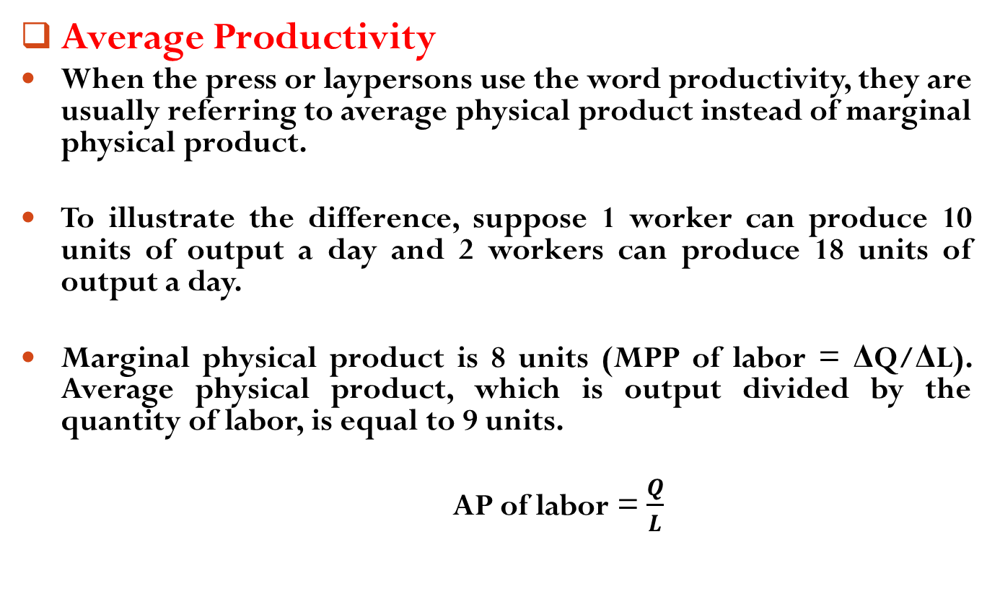 ❑ Average Productivity
• When the press or laypersons use the word productivity, they are
usually referring to average physical product instead of marginal
physical product.
• To illustrate the difference, suppose 1 worker can produce 10
units of output a day and 2 workers can produce 18 units of
output a day.
• Marginal physical product is 8 units (MPP of labor = ΔQ/ΔL).
Average physical product, which is output divided by the
quantity of labor, is equal to 9 units.
AP of labor = Q/L